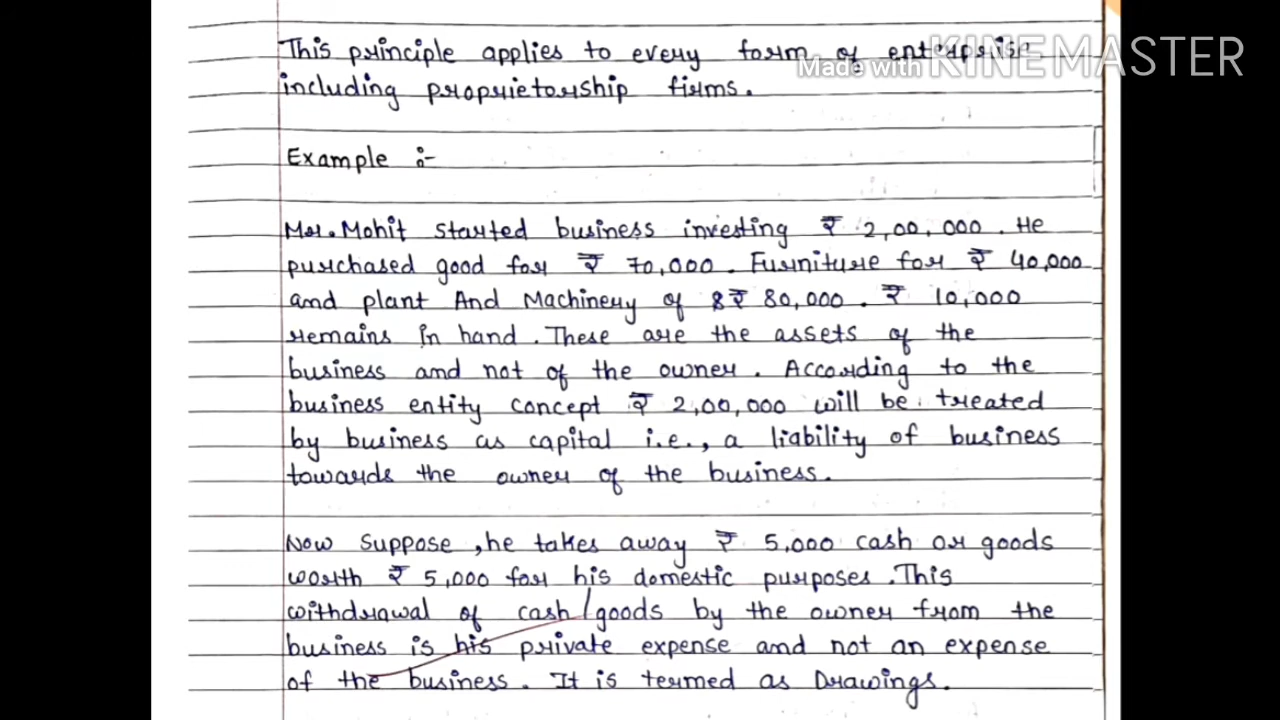 This principle applies to every form of enterprise
Made with KINEMASTER
including proprietorship firms.
Example :-
Mr. Mohit started business investing ₹ 2,00,000. He
purchased good for ₹ 70,000. Furniture for ₹ 40,000
and plant And Machinery of 8₹ 80,000. ₹ 10,000
remains in hand. These are the assets of the
business and not of the owner. According to the
business entity concept ₹ 2,00,000 will be treated
by business as capital i.e., a liability of business
towards the owner of the business.
Now suppose, he takes away ₹ 5,000 cash or goods
worth ₹ 5,000 for his domestic purposes. This
withdrawal of cash/goods by the owner from the
business is his private expense and not an expense
of the business. It is termed as Drawings.